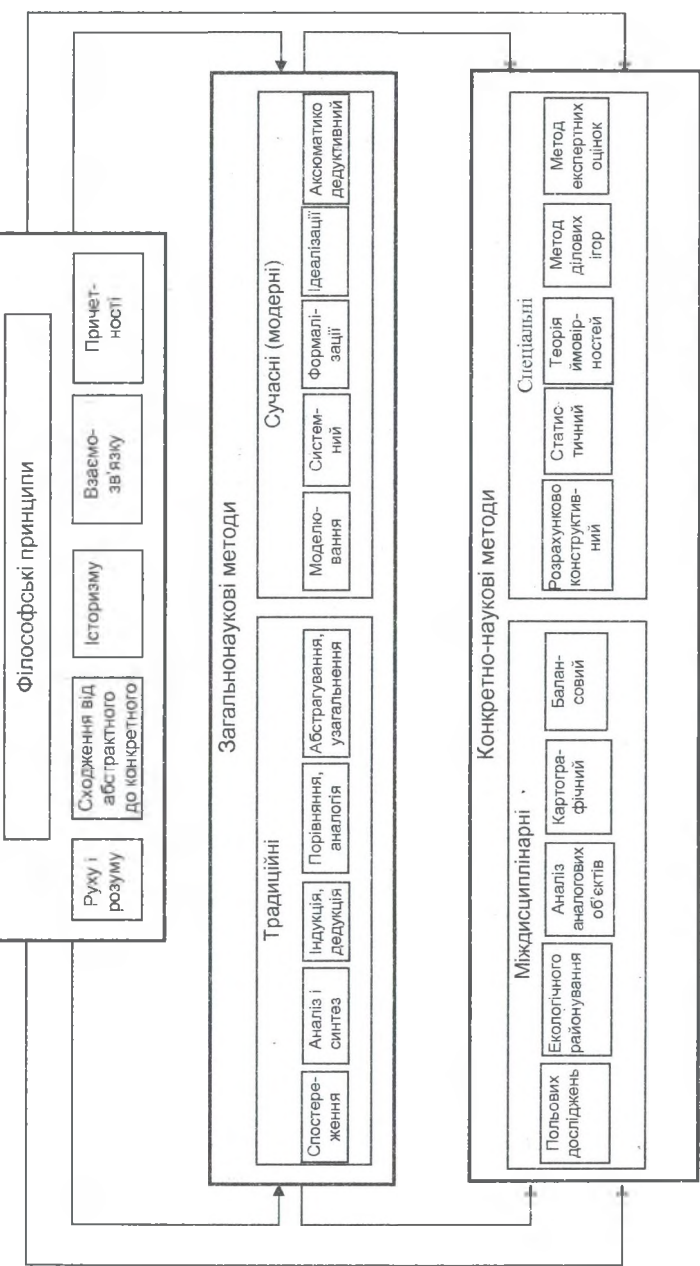 Філософські принципи
Руху і
розуму
Сходження від
абстрактного
до конкретного
Історизму
Взаємо-
зв'язку
Причет-
ності
Загальнонаукові методи
Традиційні
Спостере-
ження
Аналіз і
синтез
Індукція,
дедукція
Порівняння,
аналогія
Абстрагування,
узагальнення
Сучасні (модерні)
Моделю-
вання
Систем-
ний
Формалі-
зації
Ідеалізації
Аксюматико
дедуктивний
Конкретно-наукові методи
Міждисциплінарні
Польових
досліджень
Екологічного
районування
Аналіз
аналогових
об'єктів
Картогра-
фічний
Балан-
совий
Спеціальні
Розрахунково
конструктив-
ний
Статис-
тичний
Теорія
ймовір-
ностей
Метод
ділових
ігор
Метод
експертних
оцінок